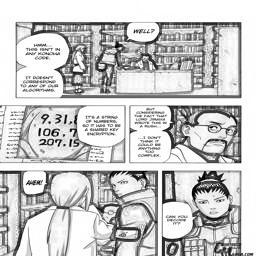 HMM...
THIS ISN'T
IN ANY
KONOHA
CODE.
IT DOESN'T
CORRESPOND
TO ANY OF
OUR
ALGORITHMS.
WELL?
9.31.8
106.7
207.15
IT'S A STRING
OF NUMBERS,
SO IT HAS TO BE
A SHARED KEY
ENCRYPTION.
BUT
CONSIDERING
THE FACT THAT
LORD JIRAIYA
WROTE THIS IN
A RUSH...
...I DON'T
THINK IT
COULD BE
ANYTHING
TOO
COMPLEX.
AHEM!
CAN YOU
DECODE
IT?